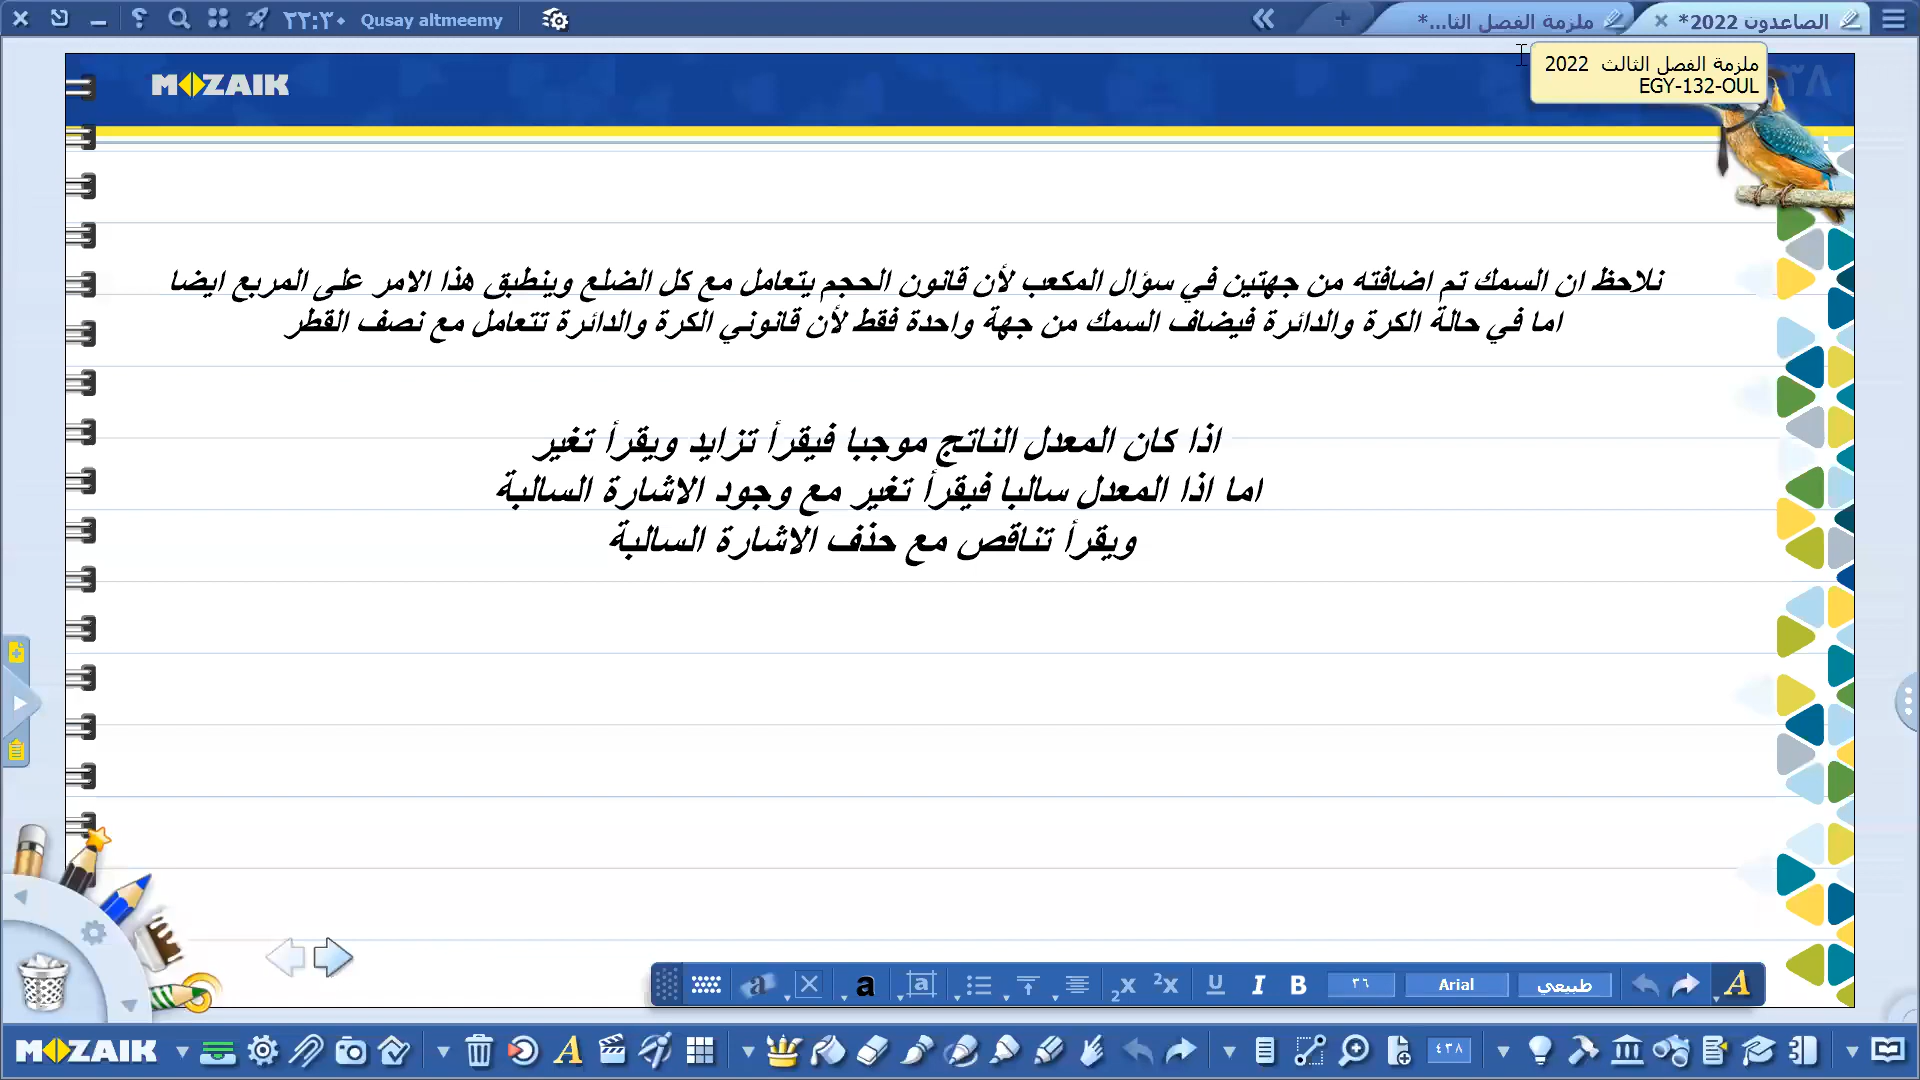 الصاعدون 2022*
ملزمة الفصل الثا...*
Qusay altmeemy
٢٢:٣٠
ملزمة الفصل الثالث 2022
EGY-132-OUL
MOZAIK
نلاحظ ان السمك تم اضافته من جهتين في سؤال المكعب لأن قانون الحجم يتعامل مع كل الضلع وينطبق هذا الامر على المربع ايضا
اما في حالة الكرة والدائرة فيضاف السمك من جهة واحدة فقط لأن قانوني الكرة والدائرة تتعامل مع نصف القطر
اذا كان المعدل الناتج موجبا فيقرأ تزايد ويقرأ تغير
اما اذا المعدل سالبا فيقرأ تغير مع وجود الاشارة السالبة
ويقرأ تناقص مع حذف الاشارة السالبة
طبيعي
Arial
٣٦
MOZAIK
٤٣٨